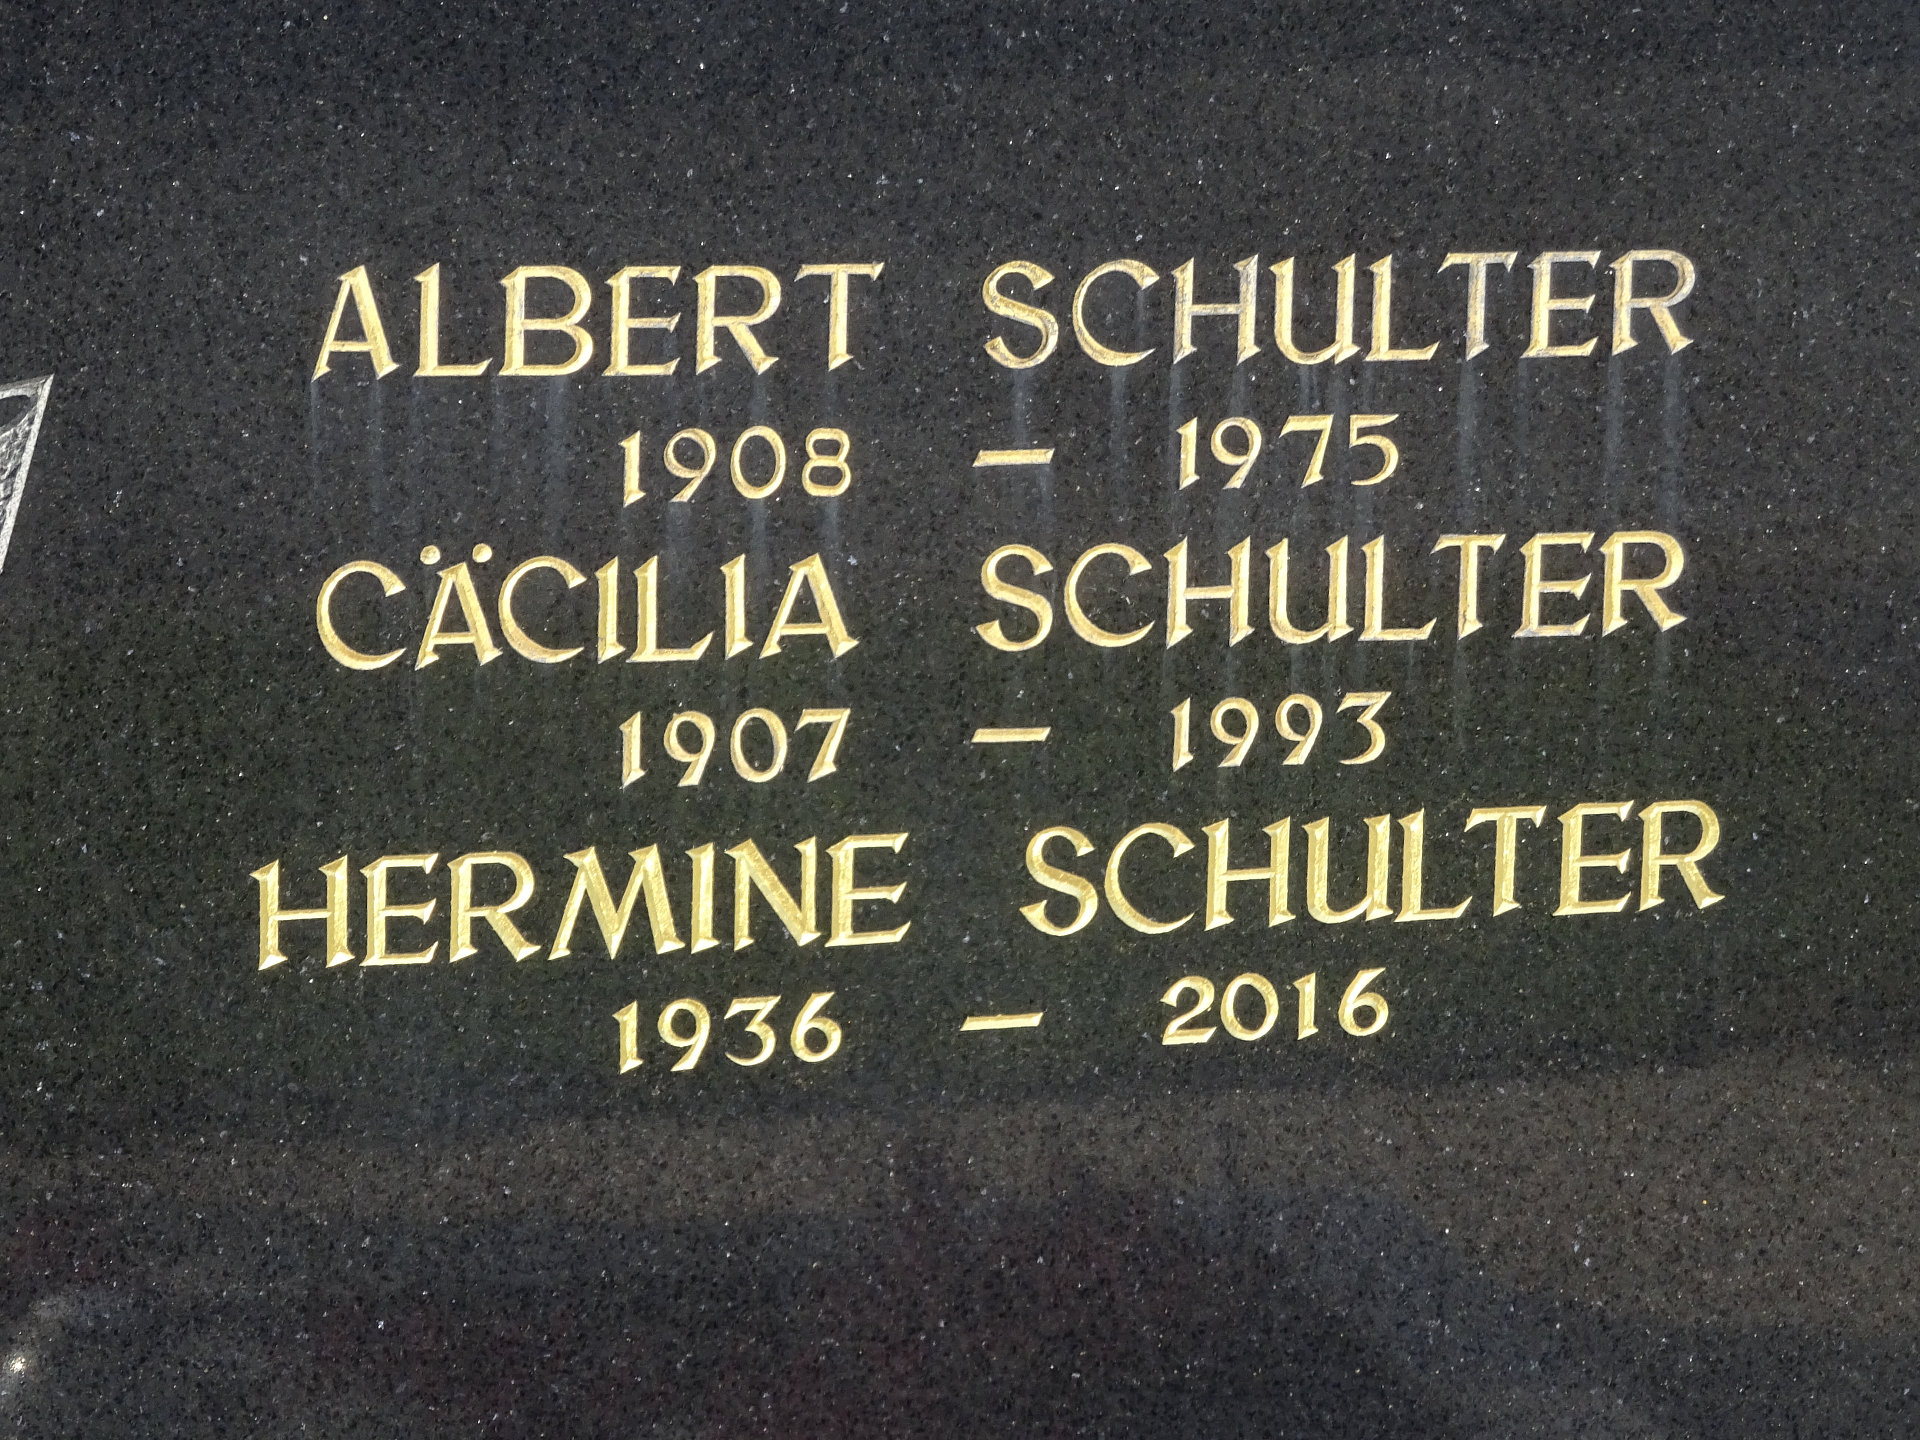 ALBERT SCHULTER
1908 – 1975
CÄCILIA SCHULTER
1907 – 1993
HERMINE SCHULTER
1936 – 2016